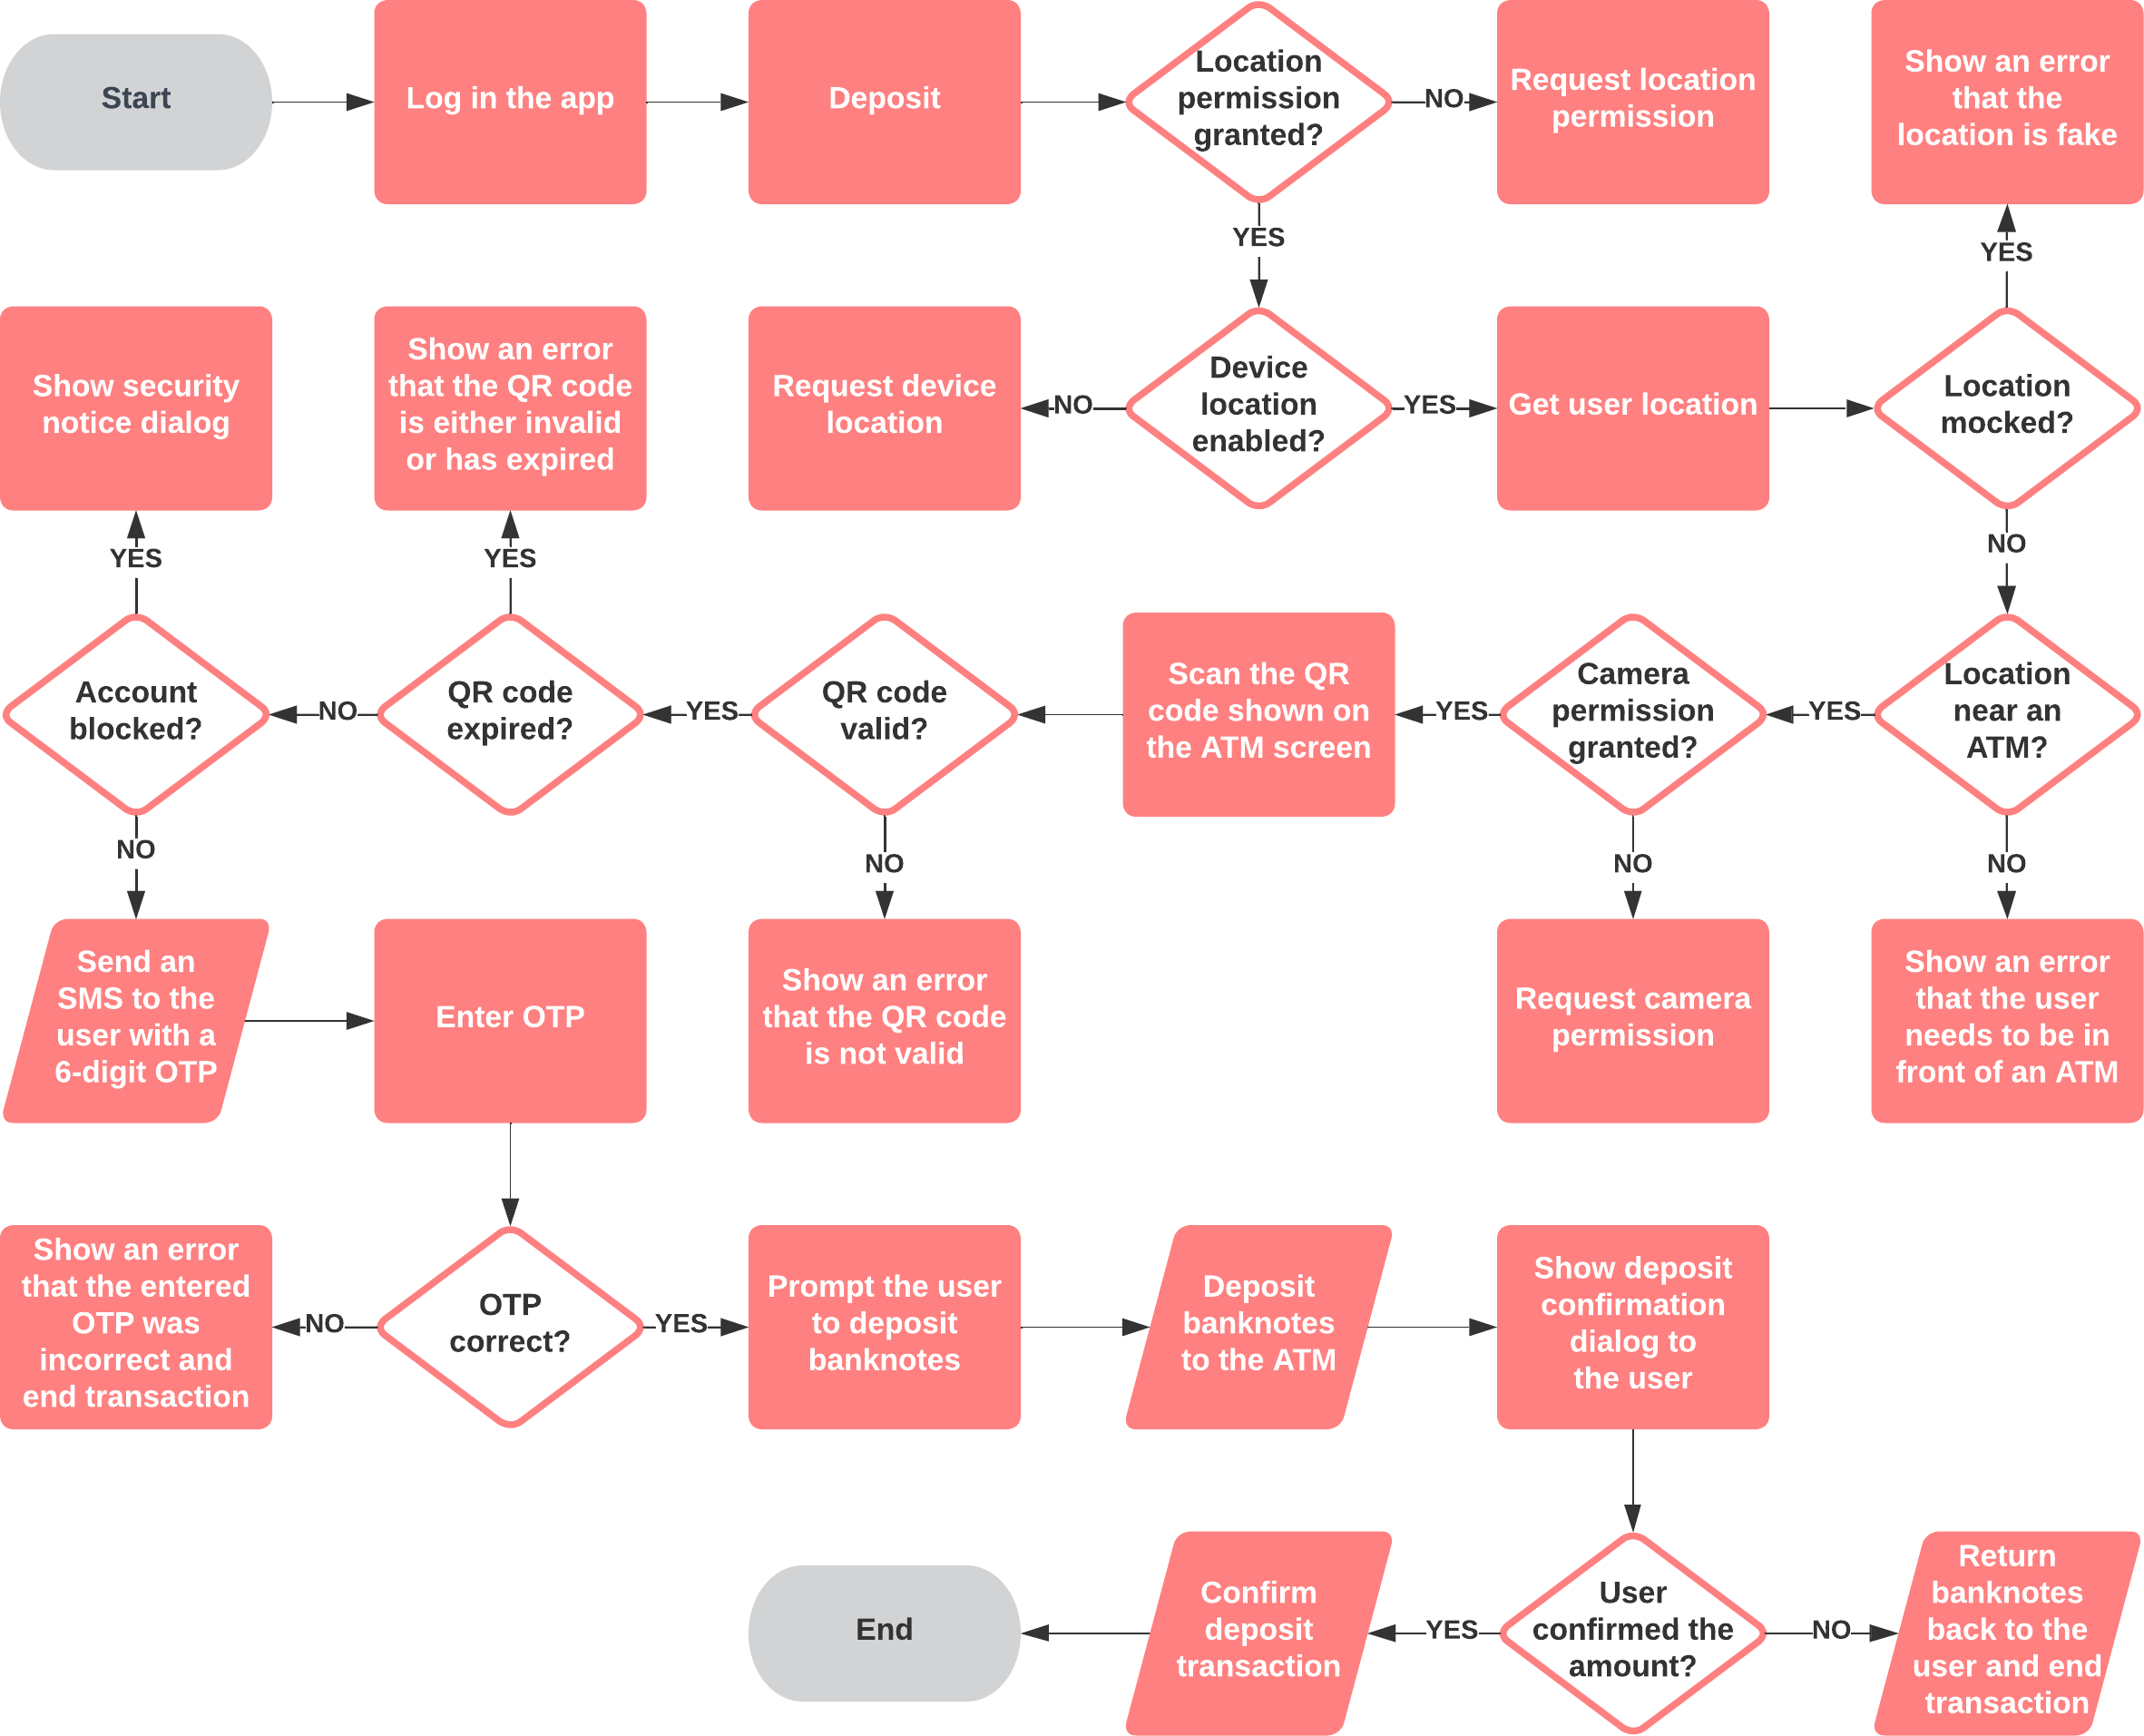 Start
Log in the app
Deposit
Location
permission
granted?
NO
Request location
permission
Show an error
that the
location is fake
YES
YES
Show security
notice dialog
Show an error
that the QR code
is either invalid
or has expired
Request device
location
NO
Device
location
enabled?
YES
Get user location
Location
mocked?
YES
YES
NO
Account
blocked?
NO
QR code
expired?
YES
QR code
valid?
Scan the QR
code shown on
the ATM screen
YES
Camera
permission
granted?
YES
Location
near an
ATM?
NO
NO
NO
NO
Send an
SMS to the
user with a
6-digit OTP
Enter OTP
Show an error
that the QR code
is not valid
Request camera
permission
Show an error
that the user
needs to be in
front of an ATM
Show an error
that the entered
OTP was
incorrect and
end transaction
NO
OTP
correct?
YES
Prompt the user
to deposit
banknotes
Deposit
banknotes
to the ATM
Show deposit
confirmation
dialog to
the user
End
Confirm
deposit
transaction
YES
User
confirmed the
amount?
NO
Return
banknotes
back to the
user and end
transaction